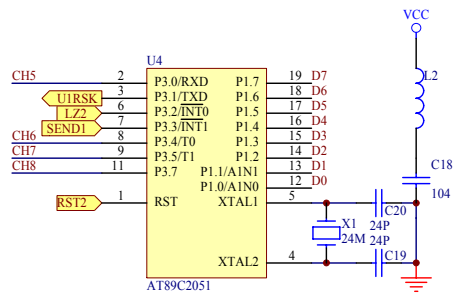 VCC
U4
CH5 2 P3.0/RXD P1.7 19 D7
U1RSK 3 P3.1/TXD P1.6 18 D6
LZ2 6 P3.2/INT0 P1.5 17 D5
SEND1 7 P3.3/INT1 P1.4 16 D4
CH6 8 P3.4/T0 P1.3 15 D3
CH7 9 P3.5/T1 P1.2 14 D2
CH8 11 P3.7 P1.1/A1N1 13 D1
P1.0/A1N0 12 D0
RST2 1 RST XTAL1 5
XTAL2 4
AT89C2051
L2
C18
104
X1
24M
C20
24P
24P
C19